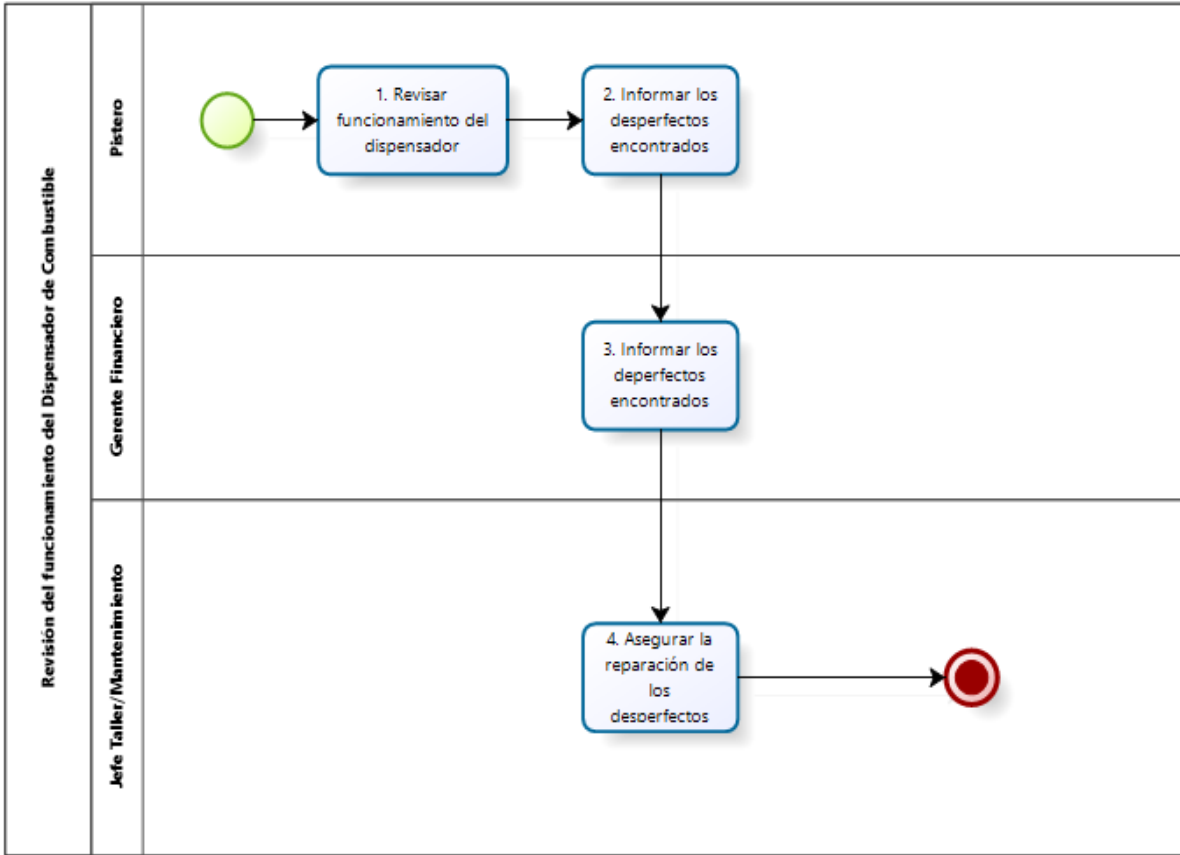 Revisión del funcionamiento del Dispensador de Combustible
Pistero
1. Revisar
funcionamiento del
dispensador
2. Informar los
desperfectos
encontrados
Gerente Financiero
3. Informar los
deperfectos
encontrados
Jefe Taller/Mantenimiento
4. Asegurar la
reparación de
los
desperfectos